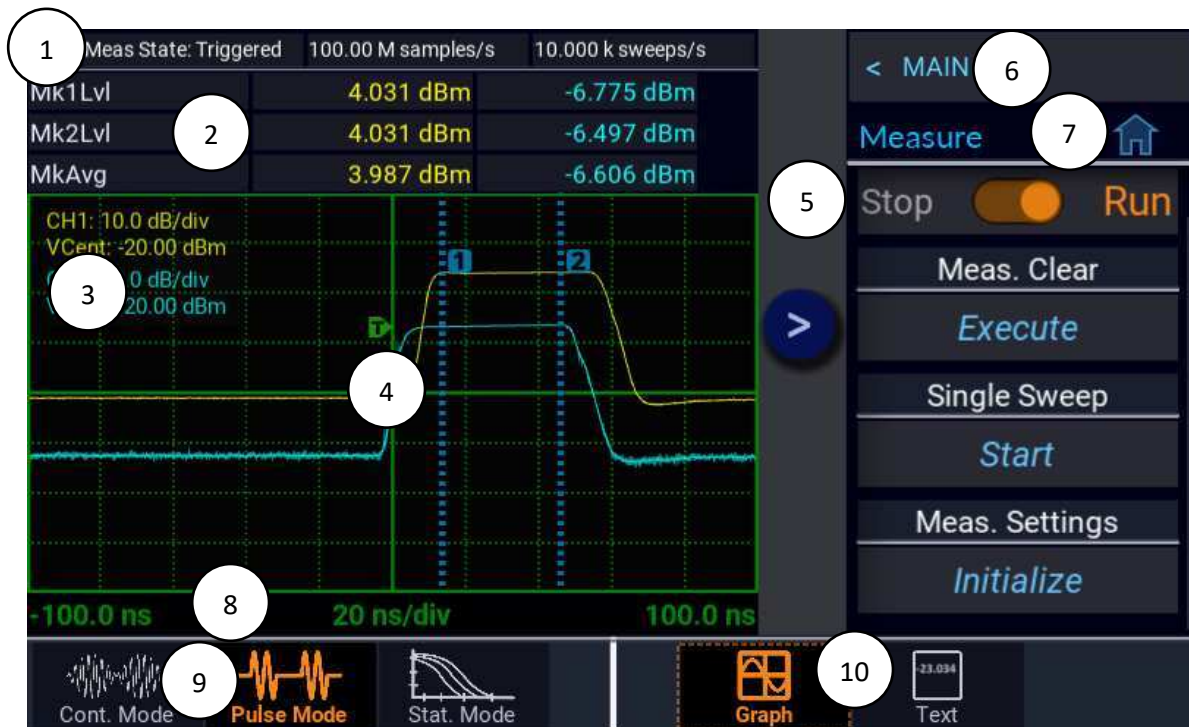 1
Meas State: Triggered 100.00 M samples/s 10.000 k sweeps/s
Mk1Lvl 4.031 dBm -6.775 dBm
2
Mk2Lvl 4.031 dBm -6.497 dBm
MkAvg 3.987 dBm -6.606 dBm
CH1: 10.0 dB/div
VCent: -20.00 dBm
3
0 dB/div
20.00 dBm
1 2
T
4
5
>
< MAIN 6
Measure 7
Stop Run
Meas. Clear
Execute
Single Sweep
Start
Meas. Settings
Initialize
8
-100.0 ns 20 ns/div 100.0 ns
9
Cont. Mode Pulse Mode Stat. Mode
10
-23.034
Graph Text